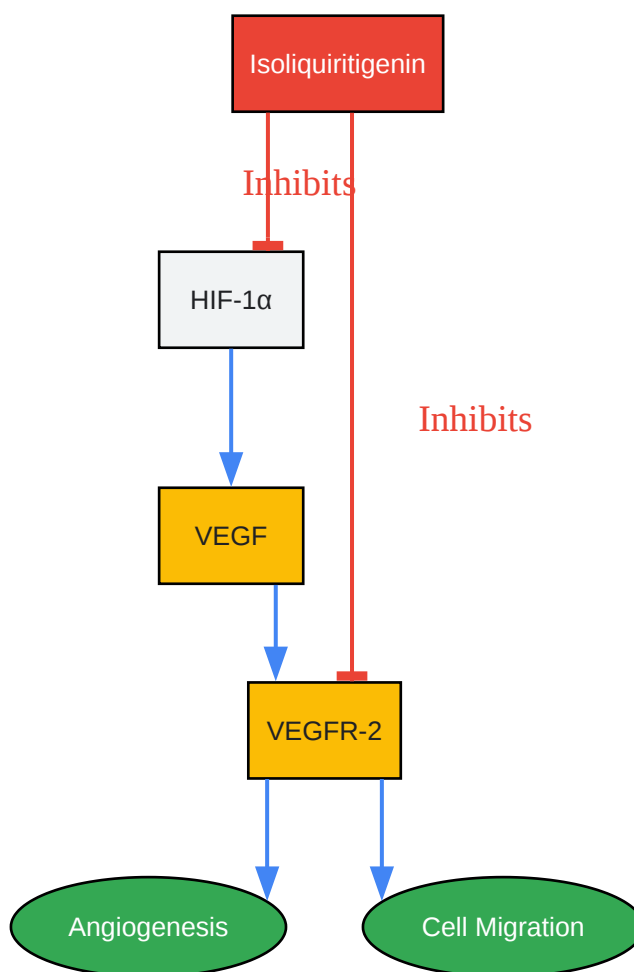 Isoliquiritigenin
Inhibits
HIF-1α
Inhibits
VEGF
VEGFR-2
Angiogenesis
Cell Migration